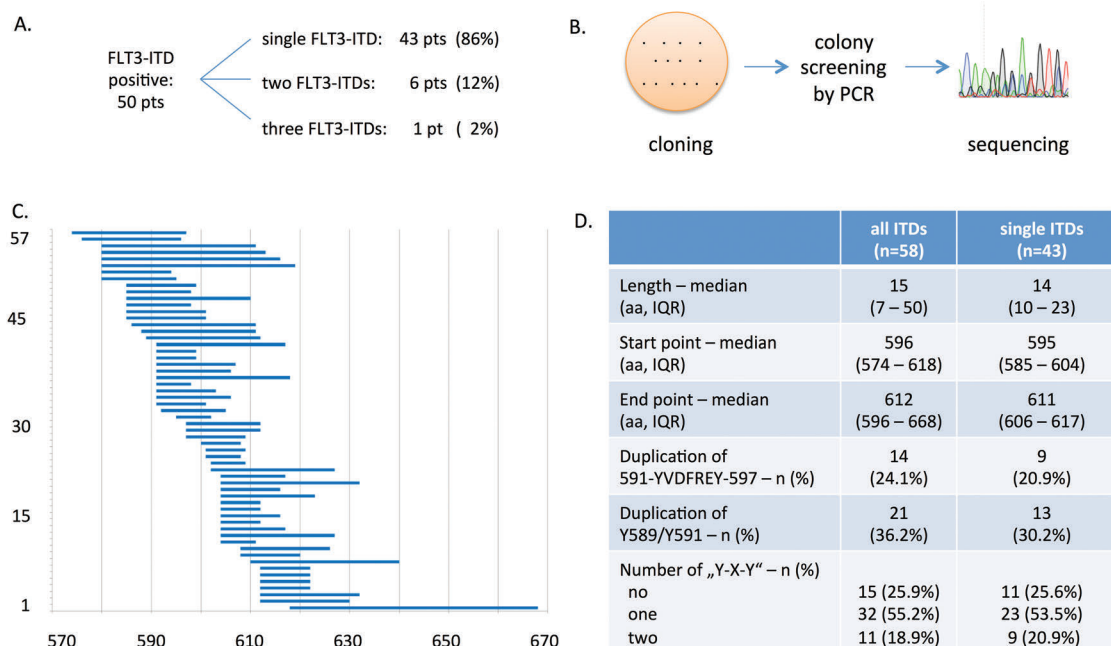 A.
FLT3-ITD
positive:
50 pts
single FLT3-ITD: 43 pts (86%)
two FLT3-ITDs: 6 pts (12%)
three FLT3-ITDs: 1 pt ( 2%)
B.
cloning
colony
screening
by PCR
sequencing
C.
57
45
30
15
1
570 590 610 630 650 670
D.
all ITDs single ITDs
(n=58) (n=43)
Length – median 15 14
(aa, IQR) (7 – 50) (10 – 23)
Start point – median 596 595
(aa, IQR) (574 – 618) (585 – 604)
End point – median 612 611
(aa, IQR) (596 – 668) (606 – 617)
Duplication of 14 9
591-YVDFREY-597 – n (%) (24.1%) (20.9%)
Duplication of 21 13
Y589/Y591 – n (%) (36.2%) (30.2%)
Number of „Y-X-Y“ – n (%)
no 15 (25.9%) 11 (25.6%)
one 32 (55.2%) 23 (53.5%)
two 11 (18.9%) 9 (20.9%)